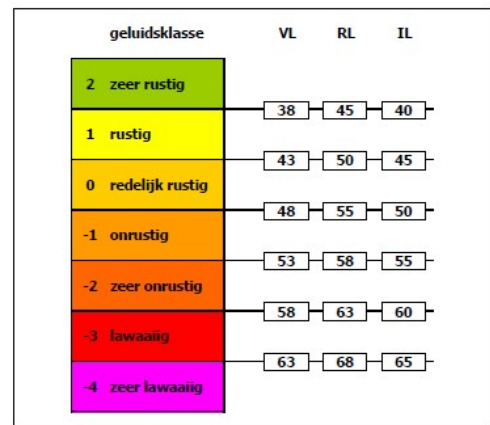 geluidsklasse VL RL IL
2 zeer rustig
38 45 40
1 rustig
43 50 45
0 redelijk rustig
48 55 50
-1 onrustig
53 58 55
-2 zeer onrustig
58 63 60
-3 lawaaiig
63 68 65
-4 zeer lawaaiig